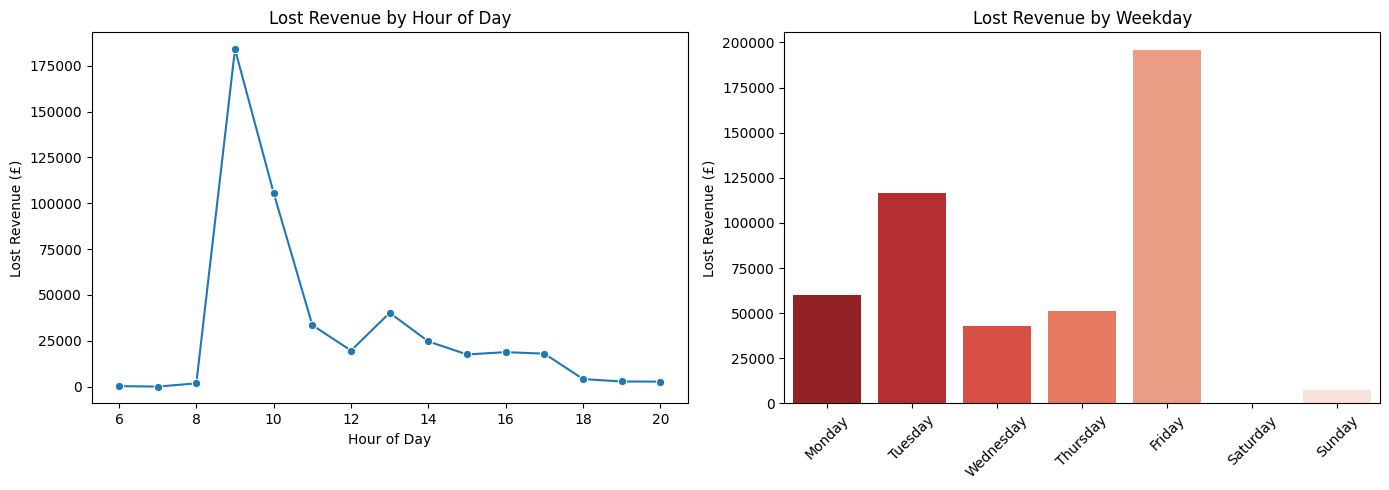 Lost Revenue by Hour of Day
Lost Revenue (£)
175000
150000
125000
100000
75000
50000
25000
0
6 8 10 12 14 16 18 20
Hour of Day
Lost Revenue by Weekday
Lost Revenue (£)
200000
175000
150000
125000
100000
75000
50000
25000
0
Monday Tuesday Wednesday Thursday Friday Saturday Sunday